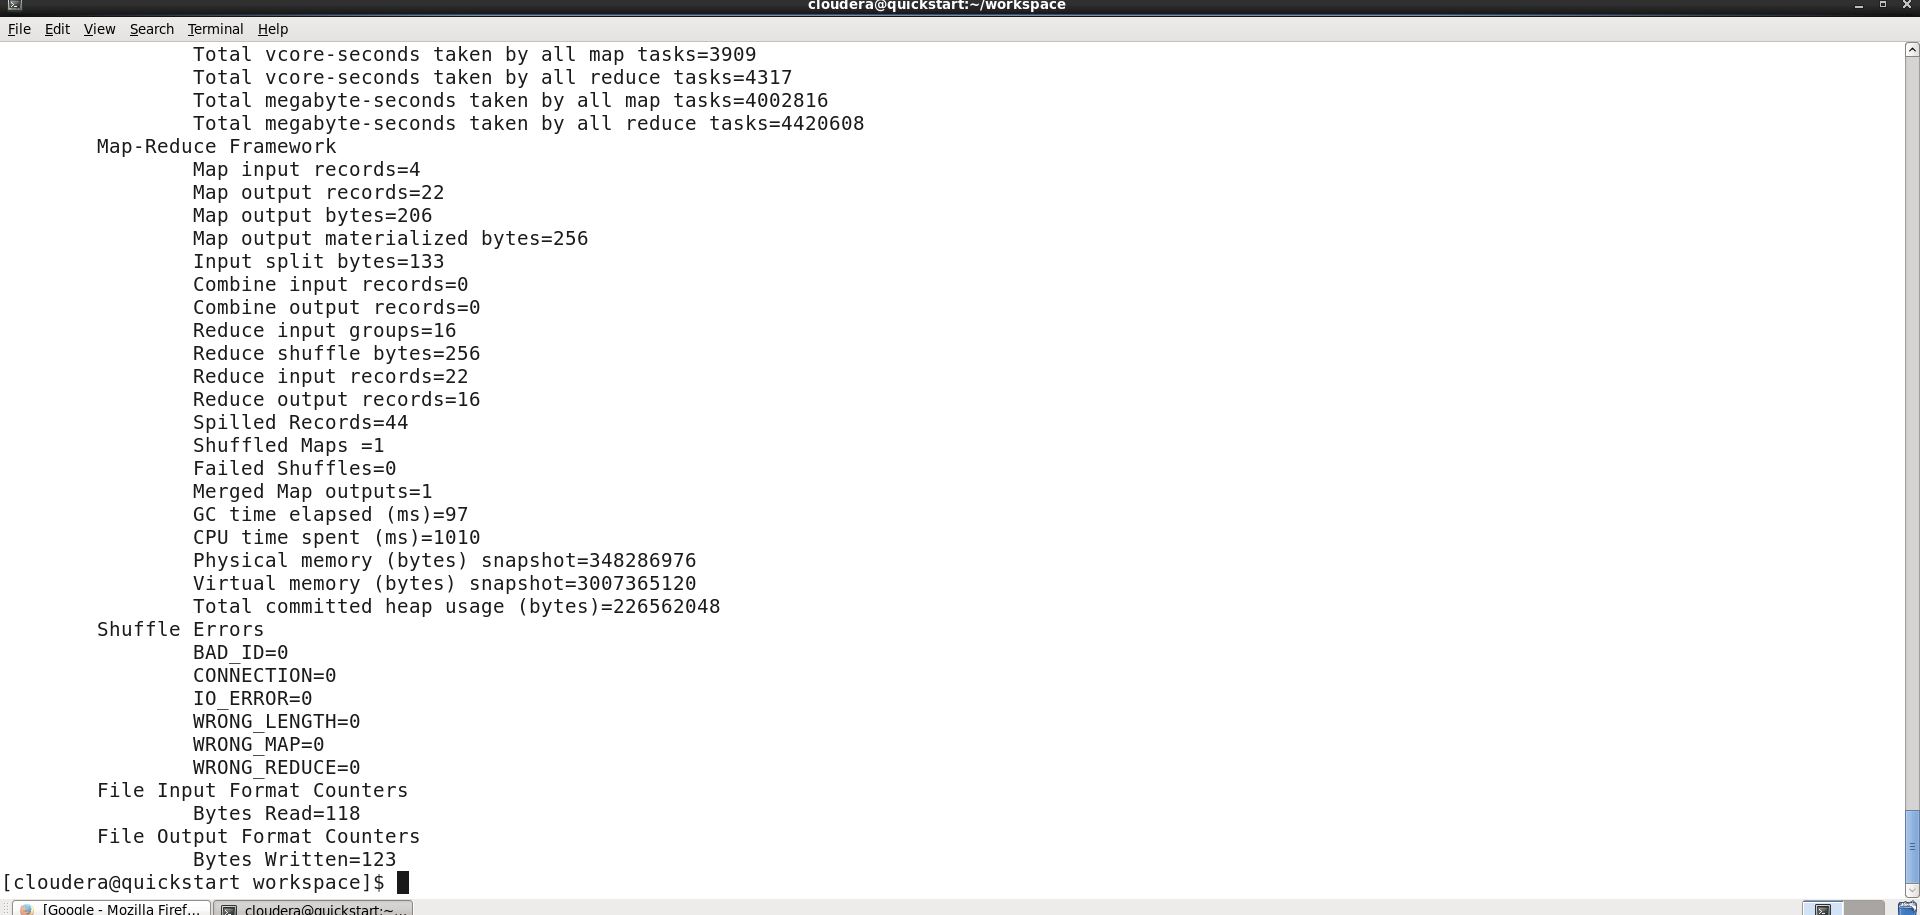 cloudera@quickstart:~/workspace
File Edit View Search Terminal Help
Total vcore-seconds taken by all map tasks=3909
Total vcore-seconds taken by all reduce tasks=4317
Total megabyte-seconds taken by all map tasks=4002816
Total megabyte-seconds taken by all reduce tasks=4420608
Map-Reduce Framework
Map input records=4
Map output records=22
Map output bytes=206
Map output materialized bytes=256
Input split bytes=133
Combine input records=0
Combine output records=0
Reduce input groups=16
Reduce shuffle bytes=256
Reduce input records=22
Reduce output records=16
Spilled Records=44
Shuffled Maps =1
Failed Shuffles=0
Merged Map outputs=1
GC time elapsed (ms)=97
CPU time spent (ms)=1010
Physical memory (bytes) snapshot=348286976
Virtual memory (bytes) snapshot=3007365120
Total committed heap usage (bytes)=226562048
Shuffle Errors
BAD_ID=0
CONNECTION=0
IO_ERROR=0
WRONG_LENGTH=0
WRONG_MAP=0
WRONG_REDUCE=0
File Input Format Counters
Bytes Read=118
File Output Format Counters
Bytes Written=123
[cloudera@quickstart workspace]$
[Google - Mozilla Firef... cloudera@quickstart:~...